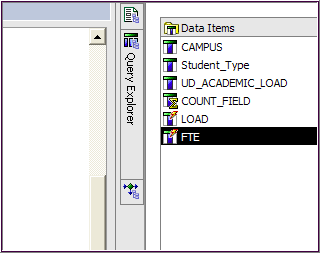 Query Explorer
Data Items
CAMPUS
Student_Type
UD_ACADEMIC_LOAD
COUNT_FIELD
LOAD
FTE